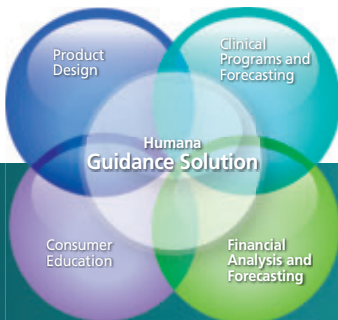 Product
Design
Clinical
Programs and
Forecasting
Humana
Guidance Solution
Consumer
Education
Financial
Analysis and
Forecasting